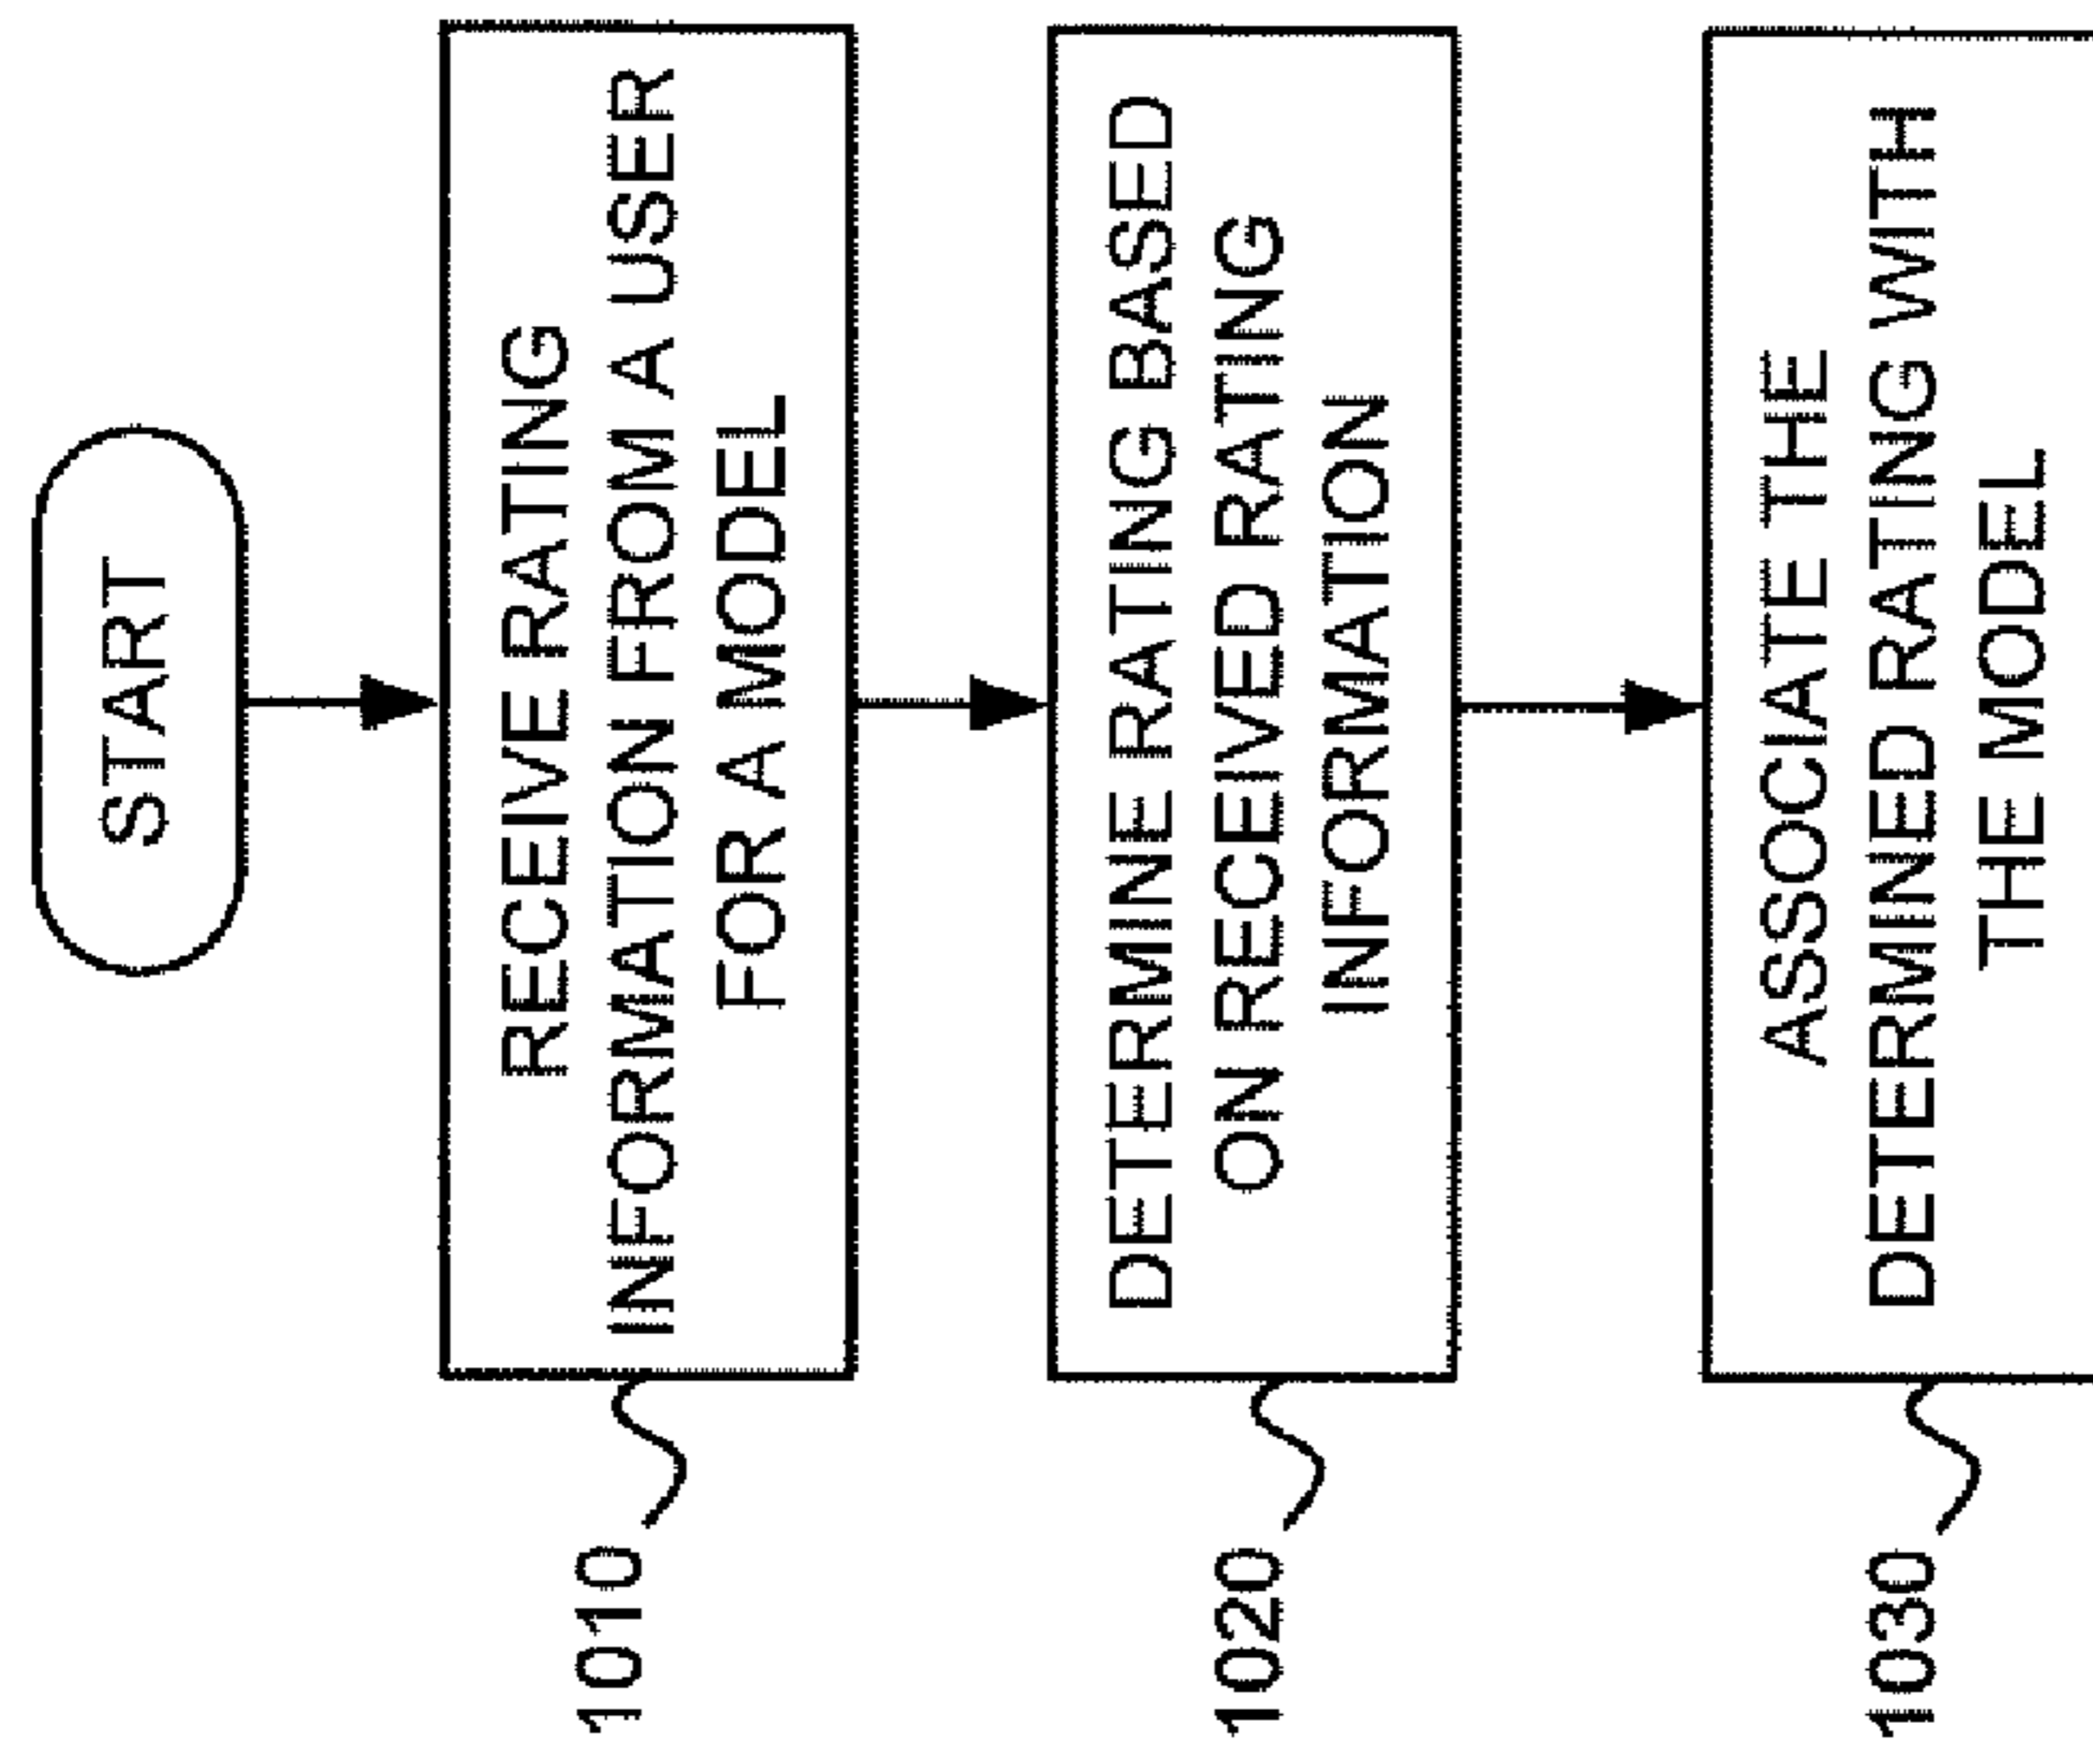 START
RECEIVE RATING
INFORMATION FROM A USER
FOR A MODEL
1010
DETERMINE RATING BASED
ON RECEIVED RATING
INFORMATION
1020
ASSOCIATE THE
DETERMINED RATING WITH
THE MODEL
1030